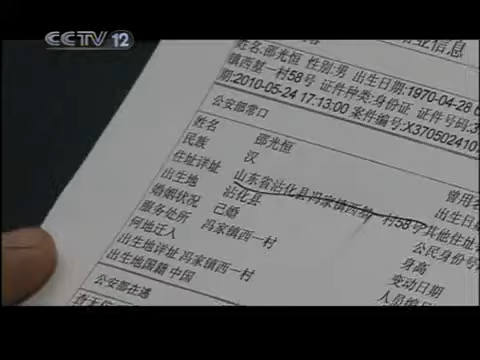 CCTV 12
业信息
姓名:邵光恒 性别:男 出生日期:1970-04-28
镇西基一村58号 证件种类:身份证 证件号码:3
期:2010-05-24 17:13:00 案件编号:X370502410
公安部常口
姓名 邵光恒 曾用名
民族 汉 出生日期
住址详址 山东省沾化县冯家镇西 村58号 其他住址
出生地 沾化县 公民身份号
婚姻状况 已婚 身高
服务处所 变动日期
何地迁入 冯家镇西一村 人员编
出生地详址 冯家镇西一村
出生地国籍 中国
公安部在逃